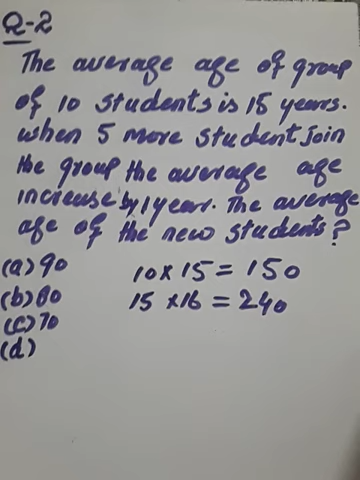 Q-2
The average age of group
of 10 students is 15 years.
when 5 more student Join
the group the average age
increase by 1 year. The average
age of the new students?
(a) 90 10 x 15 = 150
(b) 80 15 x 16 = 240
(c) 70
(d)